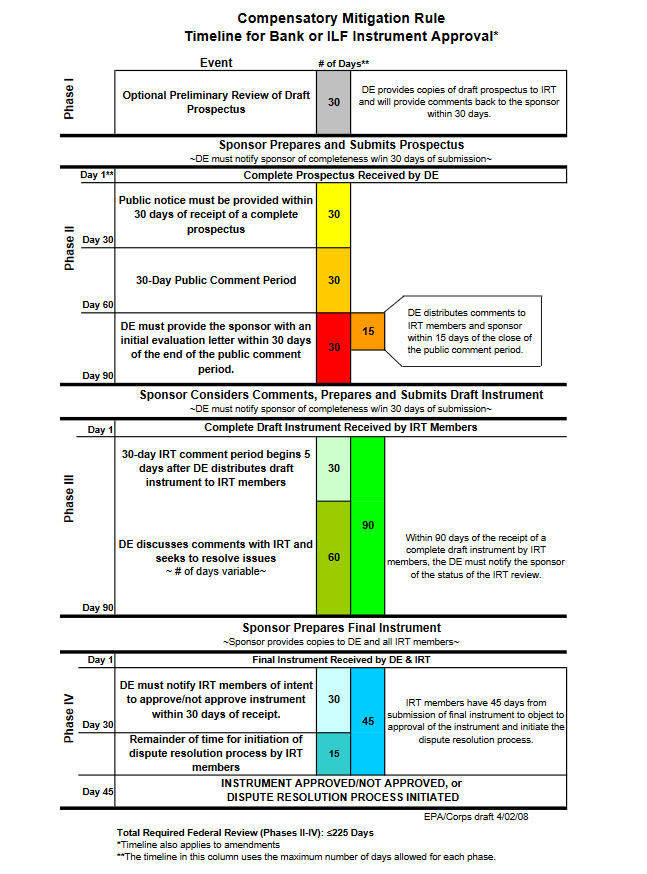 Compensatory Mitigation Rule
Timeline for Bank or ILF Instrument Approval*
Event
# of Days**
Phase I
Optional Preliminary Review of Draft
Prospectus
30
DE provides copies of draft prospectus to IRT
and will provide comments back to the sponsor
within 30 days.
Sponsor Prepares and Submits Prospectus
~DE must notify sponsor of completeness w/in 30 days of submission~
Day 1**
Complete Prospectus Received by DE
Phase II
Public notice must be provided within
30 days of receipt of a complete
prospectus
30
Day 30
30-Day Public Comment Period
30
Day 60
DE must provide the sponsor with an
initial evaluation letter within 30 days
of the end of the public comment
period.
30
15
DE distributes comments to
IRT members and sponsor
within 15 days of the close of
the public comment period.
Day 90
Sponsor Considers Comments, Prepares and Submits Draft Instrument
~DE must notify sponsor of completeness w/in 30 days of submission~
Day 1
Complete Draft Instrument Received by IRT Members
Phase III
30-day IRT comment period begins 5
days after DE distributes draft
instrument to IRT members
30
90
DE discusses comments with IRT and
seeks to resolve issues
~ # of days variable~
60
Within 90 days of the receipt of a
complete draft instrument by IRT
members, the DE must notify the sponsor
of the status of the IRT review.
Day 90
Sponsor Prepares Final Instrument
~Sponsor provides copies to DE and all IRT members~
Day 1
Final Instrument Received by DE & IRT
Phase IV
DE must notify IRT members of intent
to approve/not approve instrument
within 30 days of receipt.
30
45
IRT members have 45 days from
submission of final instrument to object to
approval of the instrument and initiate the
dispute resolution process.
Day 30
Remainder of time for initiation of
dispute resolution process by IRT
members
15
Day 45
INSTRUMENT APPROVED/NOT APPROVED, or
DISPUTE RESOLUTION PROCESS INITIATED
EPA/Corps draft 4/02/08
Total Required Federal Review (Phases II-IV): ≤225 Days
*Timeline also applies to amendments
**The timeline in this column uses the maximum number of days allowed for each phase.